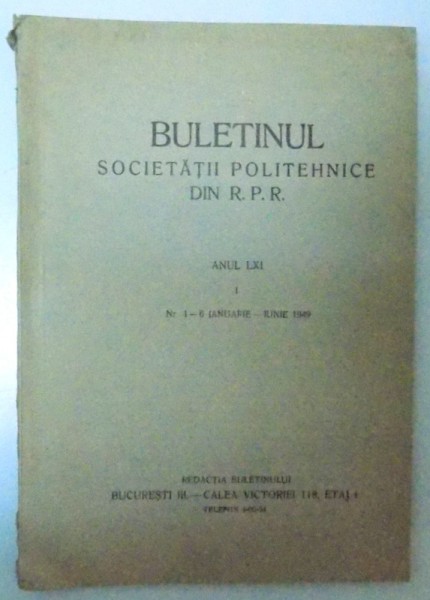 BULETINUL
SOCIETĂȚII POLITEHNICE
DIN R. P. R.
ANUL LXI
I
Nr. 1 – 6 IANUARIE – IUNIE 1949
REDACȚIA BULETINULUI
BUCUREȘTI III. — CALEA VICTORIEI 118, ETAJ
TELEFON